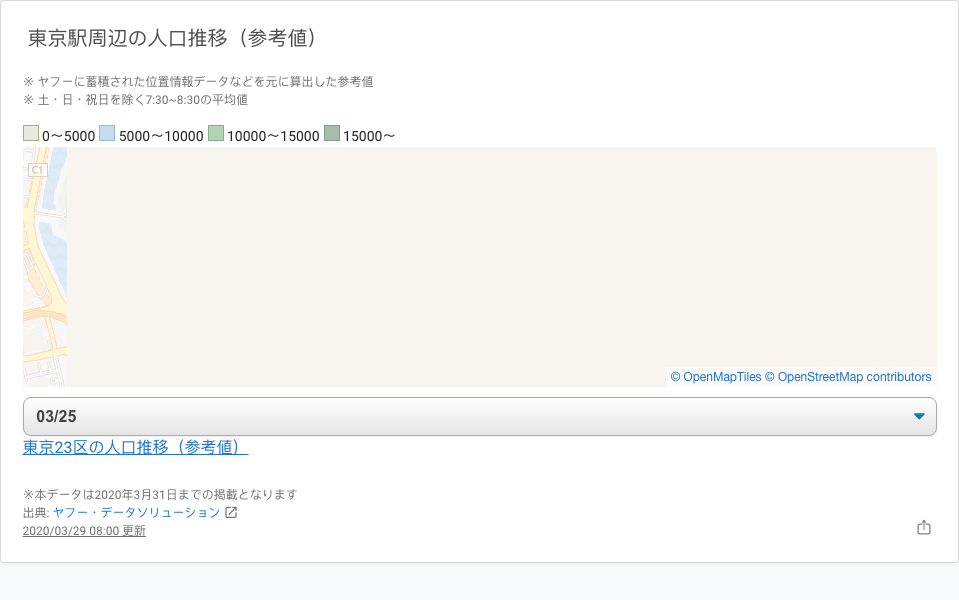 東京駅周辺の人口推移（参考値）
※ ヤフーに蓄積された位置情報データなどを元に算出した参考値
※ 土・日・祝日を除く7:30~8:30の平均値
0〜5000 5000〜10000 10000〜15000 15000〜
C1
© OpenMapTiles © OpenStreetMap contributors
03/25
東京23区の人口推移（参考値）
※本データは2020年3月31日までの掲載となります
出典: ヤフー・データソリューション
2020/03/29 08:00 更新